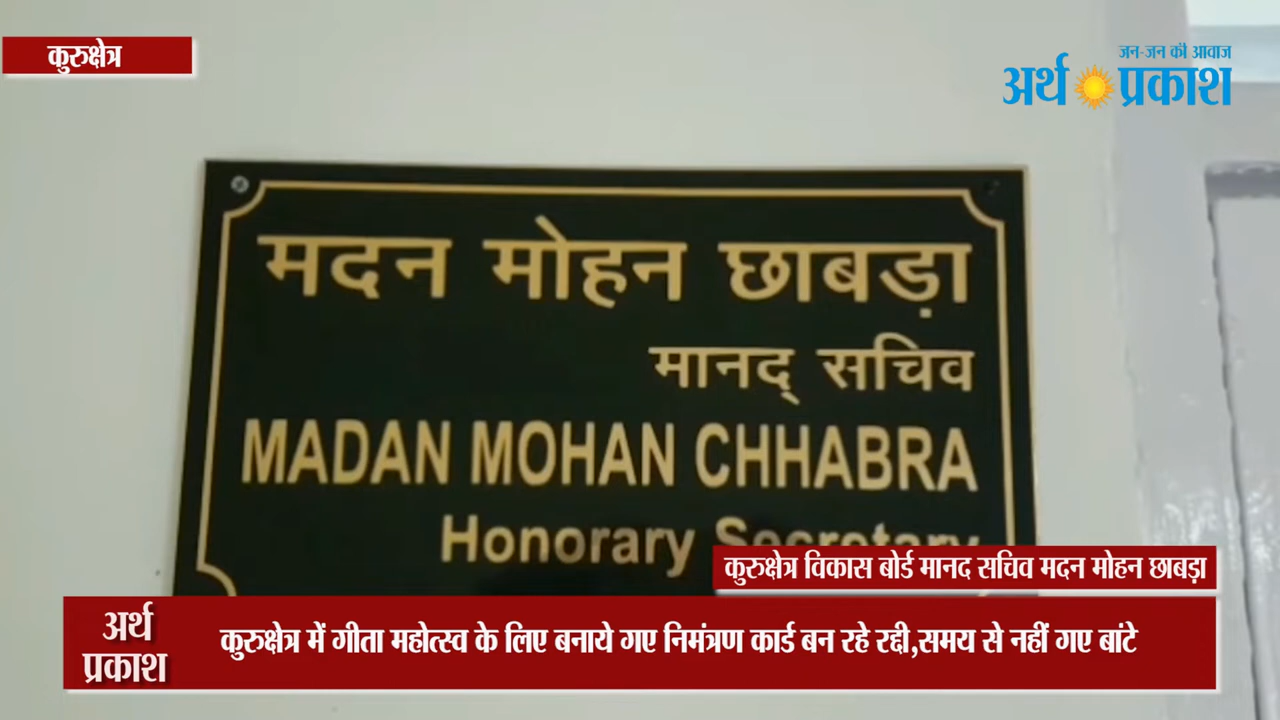 कुरुक्षेत्र
जन-जन की आवाज
अर्थ प्रकाश
मदन मोहन छाबड़ा
मानद् सचिव
MADAN MOHAN CHHABRA
Honorary Secretary
कुरुक्षेत्र विकास बोर्ड मानद सचिव मदन मोहन छाबड़ा
अर्थ
प्रकाश
कुरुक्षेत्र में गीता महोत्स्व के लिए बनाये गए निमंत्रण कार्ड बन रहे रद्दी,समय से नहीं गए बांटे